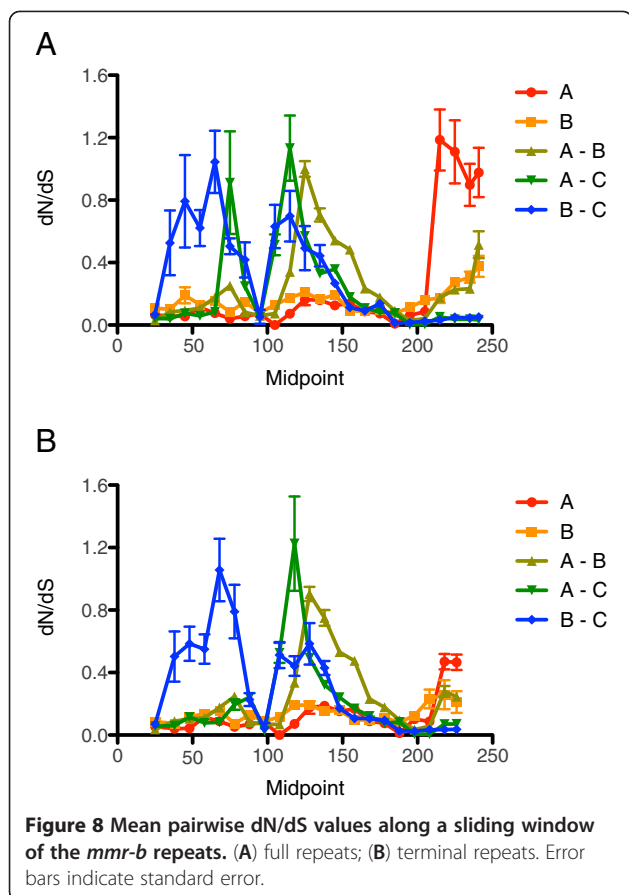 A
1.6
1.2
0.8
0.4
0.0
dN/dS
0 50 100 150 200 250
Midpoint
A
B
A - B
A - C
B - C
B
1.6
1.2
0.8
0.4
0.0
dN/dS
0 50 100 150 200 250
Midpoint
A
B
A - B
A - C
B - C
Figure 8 Mean pairwise dN/dS values along a sliding window
of the mmr-b repeats. (A) full repeats; (B) terminal repeats. Error
bars indicate standard error.